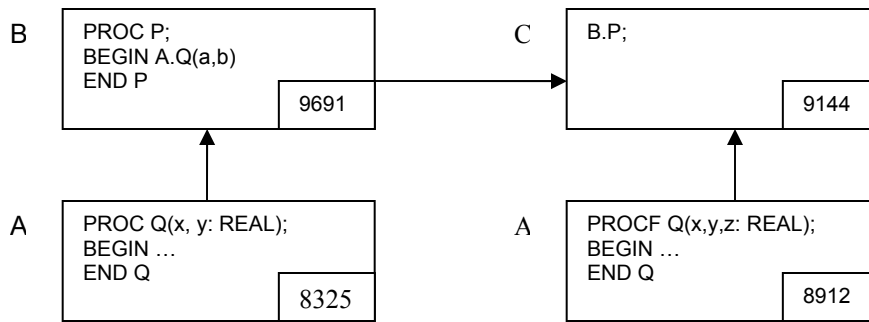 B
PROC P;
BEGIN A.Q(a,b)
END P
9691
C
B.P;
9144
A
PROC Q(x, y: REAL);
BEGIN …
END Q
8325
A
PROCF Q(x,y,z: REAL);
BEGIN …
END Q
8912